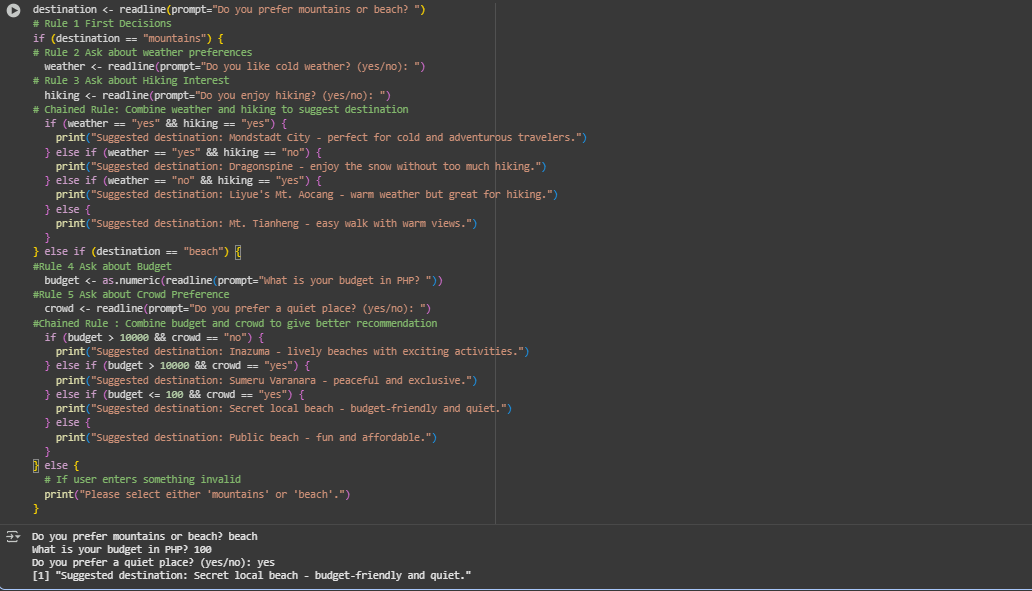 destination <- readline(prompt="Do you prefer mountains or beach? ")
# Rule 1 First Decisions
if (destination == "mountains") {
# Rule 2 Ask about weather preferences
  weather <- readline(prompt="Do you like cold weather? (yes/no): ")
# Rule 3 Ask about Hiking Interest
  hiking <- readline(prompt="Do you enjoy hiking? (yes/no): ")
# Chained Rule: Combine weather and hiking to suggest destination
  if (weather == "yes" && hiking == "yes") {
    print("Suggested destination: Mondstadt City - perfect for cold and adventurous travelers.")
  } else if (weather == "yes" && hiking == "no") {
    print("Suggested destination: Dragonspine - enjoy the snow without too much hiking.")
  } else if (weather == "no" && hiking == "yes") {
    print("Suggested destination: Liyue's Mt. Aocang - warm weather but great for hiking.")
  } else {
    print("Suggested destination: Mt. Tianheng - easy walk with warm views.")
  }
} else if (destination == "beach") {
#Rule 4 Ask about Budget
  budget <- as.numeric(readline(prompt="What is your budget in PHP? "))
#Rule 5 Ask about Crowd Preference
  crowd <- readline(prompt="Do you prefer a quiet place? (yes/no): ")
#Chained Rule : Combine budget and crowd to give better recommendation
  if (budget > 10000 && crowd == "no") {
    print("Suggested destination: Inazuma - lively beaches with exciting activities.")
  } else if (budget > 10000 && crowd == "yes") {
    print("Suggested destination: Sumeru Varanara - peaceful and exclusive.")
  } else if (budget <= 100 && crowd == "yes") {
    print("Suggested destination: Secret local beach - budget-friendly and quiet.")
  } else {
    print("Suggested destination: Public beach - fun and affordable.")
  }
} else {
  # If user enters something invalid
  print("Please select either 'mountains' or 'beach'.")
}
Do you prefer mountains or beach? beach
What is your budget in PHP? 100
Do you prefer a quiet place? (yes/no): yes
[1] "Suggested destination: Secret local beach - budget-friendly and quiet."